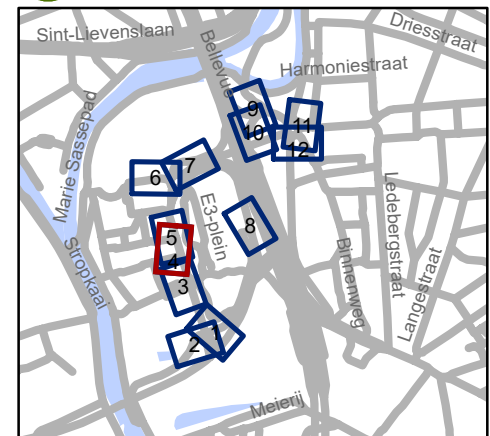 Sint-Lievenslaan
Bellevue
Driesstraat
Harmoniestraat
Marie Sassepad
9
10
11
12
7
6
E3-plein
Ledebergstraat
8
5
4
3
Stropkaai
Binnenweg
Langestraat
1
2
Meierij